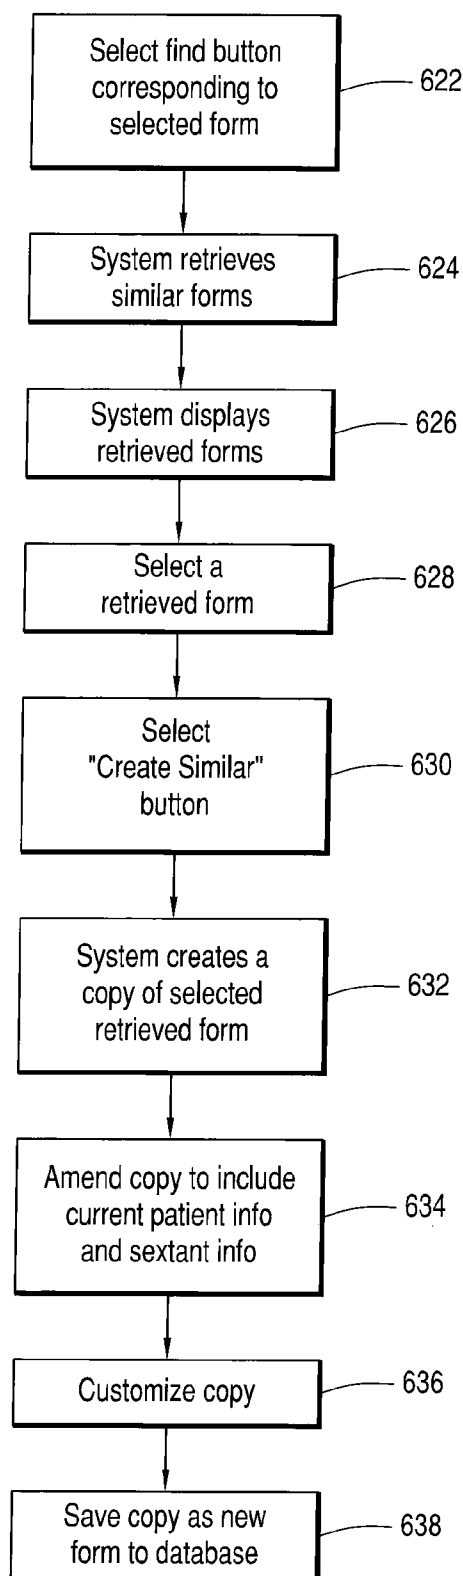 Select find button
corresponding to
selected form
622
System retrieves
similar forms
624
System displays
retrieved forms
626
Select a
retrieved form
628
Select
"Create Similar"
button
630
System creates a
copy of selected
retrieved form
632
Amend copy to include
current patient info
and sextant info
634
Customize copy
636
Save copy as new
form to database
638